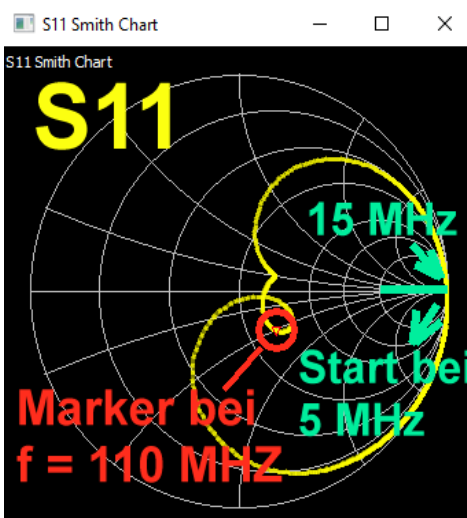 S11 Smith Chart
S11 Smith Chart
S11
15 MHz
Start bei
5 MHz
Marker bei
f = 110 MHZ